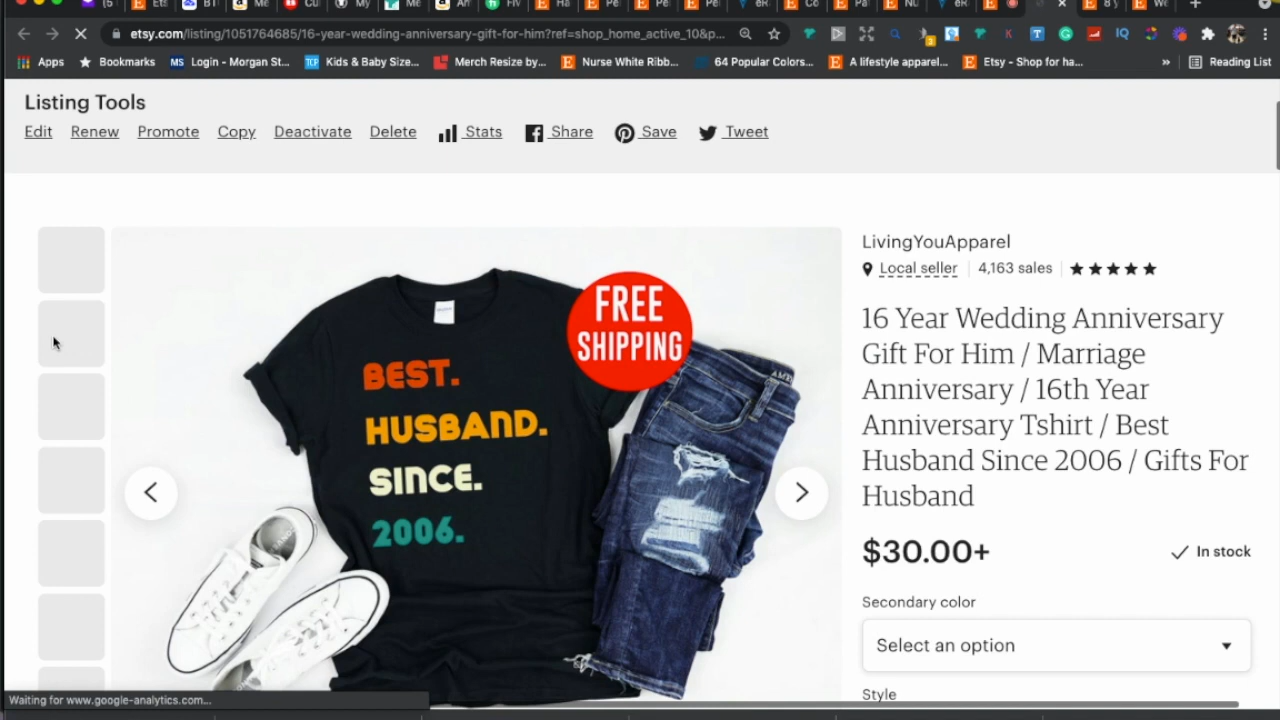 etsy.com/listing/1051764685/16-year-wedding-anniversary-gift-for-him?ref=shop_home_active_10&p...
Apps Bookmarks Login - Morgan St... Kids & Baby Size... Merch Resize by... Nurse White Ribb... 64 Popular Colors... A lifestyle apparel... Etsy - Shop for ha... » Reading List
Listing Tools
Edit Renew Promote Copy Deactivate Delete Stats Share Save Tweet
FREE
SHIPPING
BEST.
HUSBAND.
SINCE.
2006.
LivingYouApparel
Local seller 4,163 sales
16 Year Wedding Anniversary
Gift For Him / Marriage
Anniversary / 16th Year
Anniversary Tshirt / Best
Husband Since 2006 / Gifts For
Husband
$30.00+ In stock
Secondary color
Select an option
Style
Waiting for www.google-analytics.com...